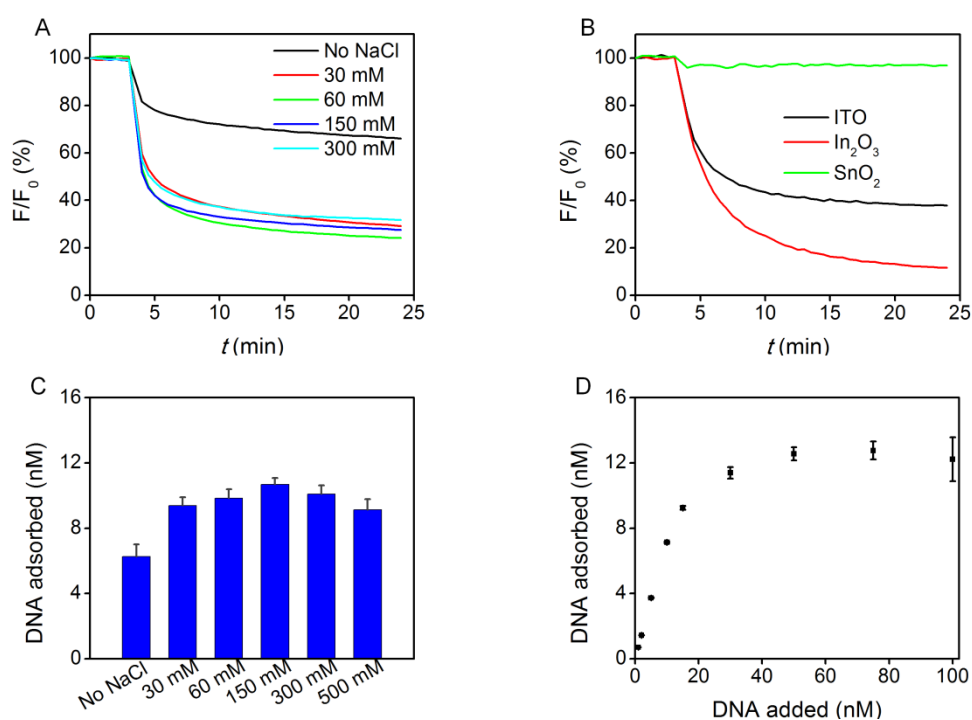 A
100
80
60
40
20
0
F/F₀ (%)
No NaCl
30 mM
60 mM
150 mM
300 mM
0 5 10 15 20 25
t (min)
B
100
80
60
40
20
0
F/F₀ (%)
ITO
In₂O₃
SnO₂
0 5 10 15 20 25
t (min)
C
16
12
8
4
0
DNA adsorbed (nM)
No NaCl
30 mM
60 mM
150 mM
300 mM
500 mM
D
16
12
8
4
0
DNA adsorbed (nM)
0 20 40 60 80 100
DNA added (nM)